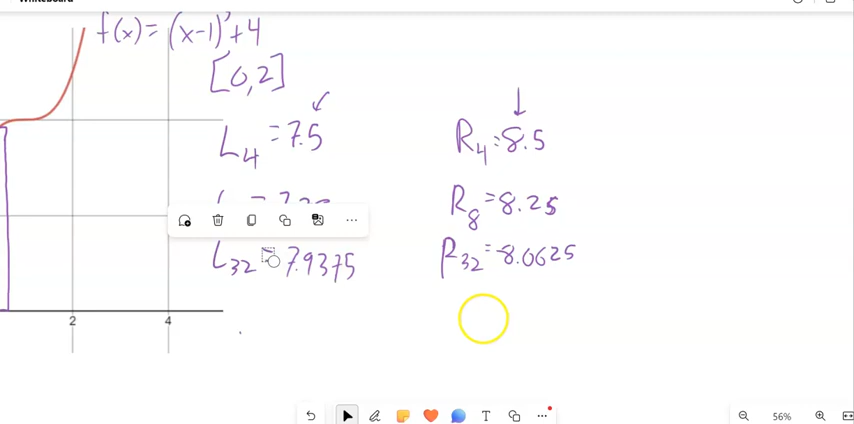 Whiteboard
f(x) = (x-1)³ + 4
[0,2]
L₄ = 7.5
R₄ = 8.5
R₈ = 8.25
L₃₂ = 7.9375
R₃₂ = 8.0625
2
4
T
56%